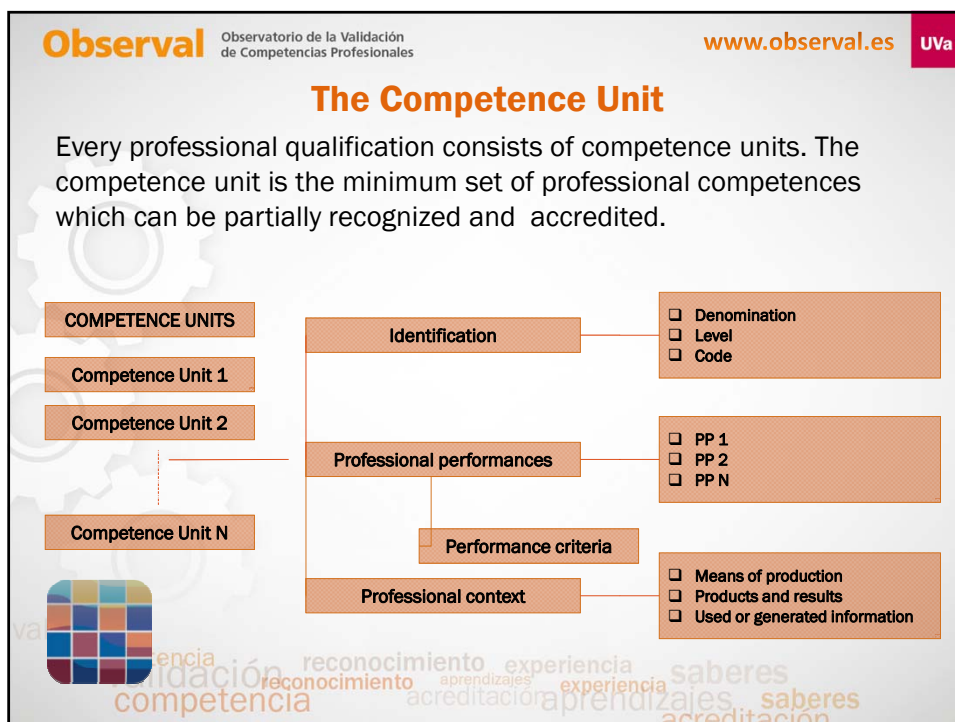 Observal
Observatorio de la Validación
de Competencias Profesionales
www.observal.es
UVa
The Competence Unit
Every professional qualification consists of competence units. The
competence unit is the minimum set of professional competences
which can be partially recognized and accredited.
COMPETENCE UNITS
Competence Unit 1
Competence Unit 2
Competence Unit N
Identification
Professional performances
Performance criteria
Professional context
❑ Denomination
❑ Level
❑ Code
❑ PP 1
❑ PP 2
❑ PP N
❑ Means of production
❑ Products and results
❑ Used or generated information
reconocimiento
experiencia
saberes
reconocimiento
aprendizajes
experiencia
competencia
acreditación
aprendizajes
saberes
acreditación